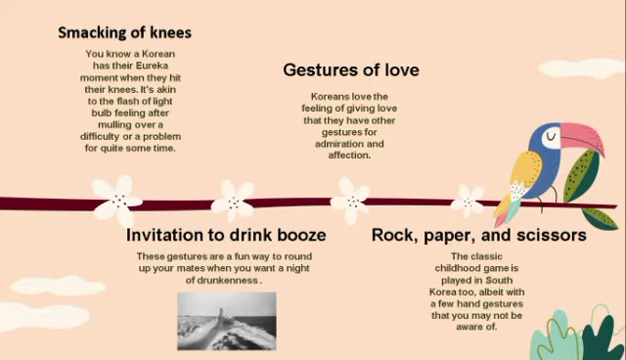 Smacking of knees
You know a Korean
has their Eureka
moment when they hit
their knees. It's akin
to the flash of light
bulb feeling after
mulling over a
difficulty or a problem
for quite some time.
Gestures of love
Koreans love the
feeling of giving love
that they have other
gestures for
admiration and
affection.
Invitation to drink booze
These gestures are a fun way to round
up your mates when you want a night
of drunkenness .
Rock, paper, and scissors
The classic
childhood game is
played in South
Korea too, albeit with
a few hand gestures
that you may not be
aware of.